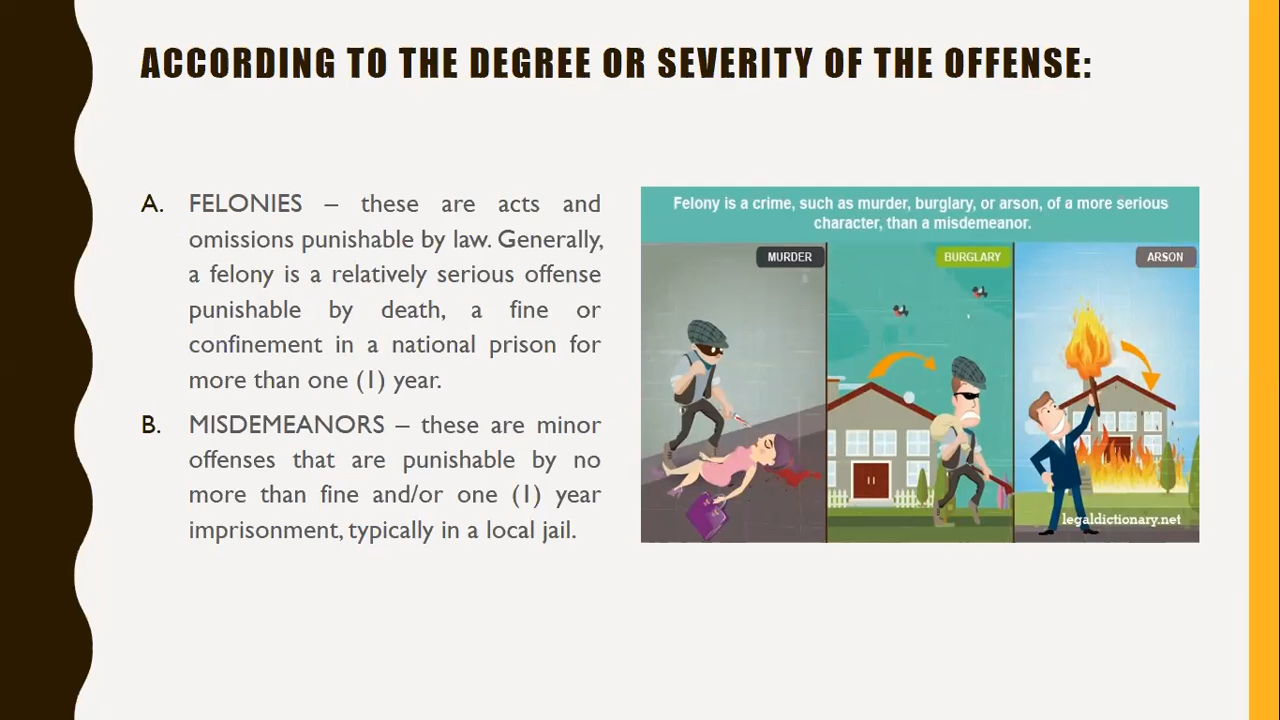 ACCORDING TO THE DEGREE OR SEVERITY OF THE OFFENSE:
A. FELONIES – these are acts and
omissions punishable by law. Generally,
a felony is a relatively serious offense
punishable by death, a fine or
confinement in a national prison for
more than one (1) year.
B. MISDEMEANORS – these are minor
offenses that are punishable by no
more than fine and/or one (1) year
imprisonment, typically in a local jail.
Felony is a crime, such as murder, burglary, or arson, of a more serious
character, than a misdemeanor.
MURDER
BURGLARY
ARSON
legaldictionary.net